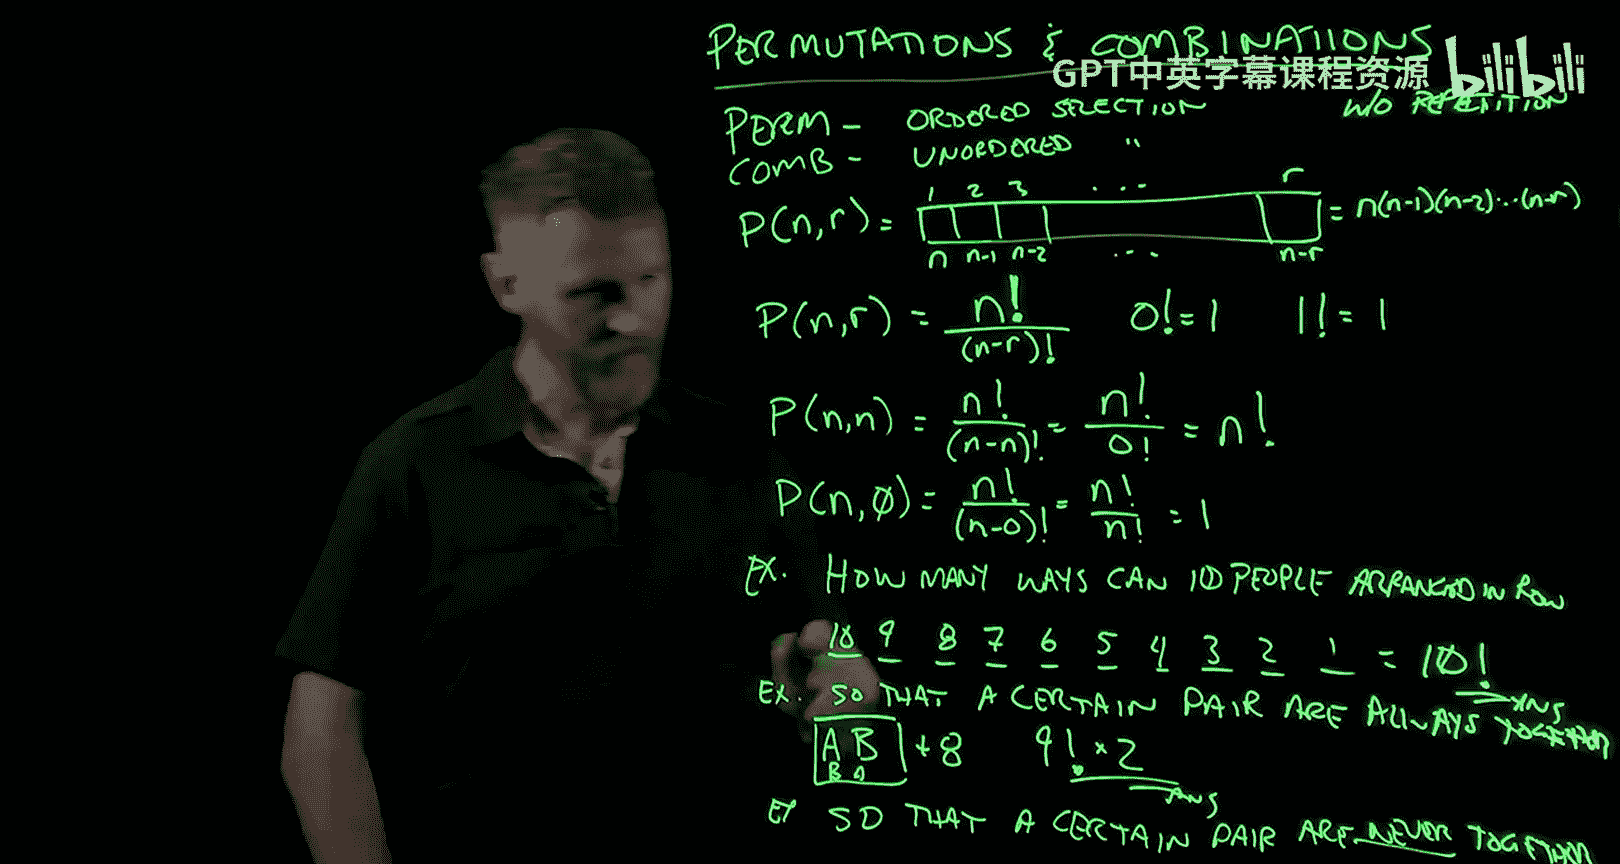 PERMUTATIONS & COMBINATIONS
GPT中英字幕课程资源 bilibili
PERM - ORDERED SELECTION W/O REPETITION
COMB - UNORDERED "
1 2 3 ... r
P(n,r) = = n(n-1)(n-2)...(n-r)
n n-1 n-2 ... n-r
P(n,r) = n!/(n-r)! 0! = 1 1! = 1
P(n,n) = n!/(n-n)! = n!/0! = n!
P(n,0) = n!/(n-0)! = n!/n! = 1
EX. HOW MANY WAYS CAN 10 PEOPLE ARRANGED IN ROW
10 9 8 7 6 5 4 3 2 1 = 10!
ANS
EX. SO THAT A CERTAIN PAIR ARE ALWAYS TOGETHER
AB + 8 9! × 2
BA
ANS
EX SO THAT A CERTAIN PAIR ARE NEVER TOGETHER